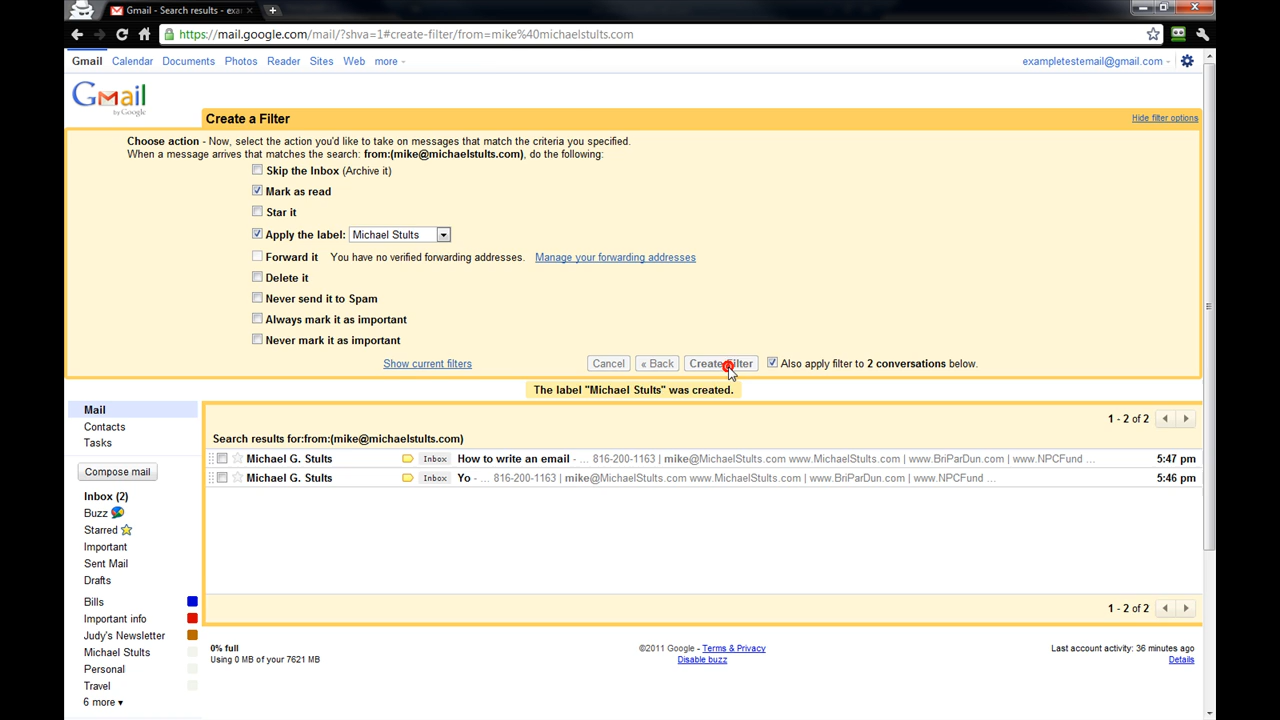 Gmail - Search results - exa
https://mail.google.com/mail/?shva=1#create-filter/from=mike%40michaelstults.com
Gmail Calendar Documents Photos Reader Sites Web more
exampletestemail@gmail.com
Gmail
by Google
Create a Filter
Hide filter options
Choose action - Now, select the action you'd like to take on messages that match the criteria you specified.
When a message arrives that matches the search: from:(mike@michaelstults.com), do the following:
Skip the Inbox (Archive it)
Mark as read
Star it
Apply the label: Michael Stults
Forward it You have no verified forwarding addresses. Manage your forwarding addresses
Delete it
Never send it to Spam
Always mark it as important
Never mark it as important
Show current filters
Cancel « Back Create Filter Also apply filter to 2 conversations below.
The label "Michael Stults" was created.
Mail
Contacts
Tasks
Compose mail
Inbox (2)
Buzz
Starred
Important
Sent Mail
Drafts
Bills
Important info
Judy's Newsletter
Michael Stults
Personal
Travel
6 more ▾
1 - 2 of 2
Search results for:from:(mike@michaelstults.com)
Michael G. Stults Inbox How to write an email - ... 816-200-1163 | mike@MichaelStults.com www.MichaelStults.com | www.BriParDun.com | www.NPCFund ... 5:47 pm
Michael G. Stults Inbox Yo - ... 816-200-1163 | mike@MichaelStults.com www.MichaelStults.com | www.BriParDun.com | www.NPCFund ... 5:46 pm
1 - 2 of 2
0% full
Using 0 MB of your 7621 MB
©2011 Google - Terms & Privacy
Disable buzz
Last account activity: 36 minutes ago
Details